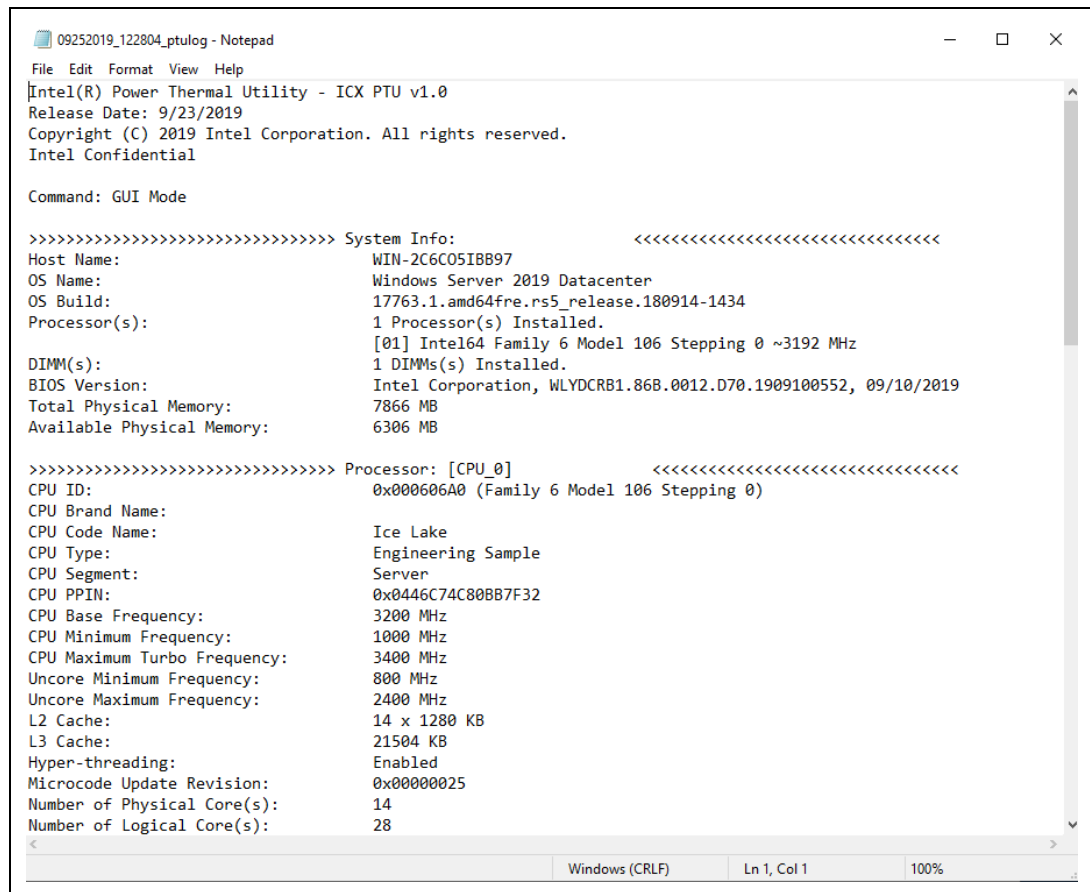 09252019_122804_ptulog - Notepad
File Edit Format View Help
Intel(R) Power Thermal Utility - ICX PTU v1.0
Release Date: 9/23/2019
Copyright (C) 2019 Intel Corporation. All rights reserved.
Intel Confidential
Command: GUI Mode
>>>>>>>>>>>>>>>>>>>>>>>>>>>>>>>>> System Info: <<<<<<<<<<<<<<<<<<<<<<<<<<<<<<<<<
Host Name: WIN-2C6CO5IBB97
OS Name: Windows Server 2019 Datacenter
OS Build: 17763.1.amd64fre.rs5_release.180914-1434
Processor(s): 1 Processor(s) Installed.
[01] Intel64 Family 6 Model 106 Stepping 0 ~3192 MHz
DIMM(s): 1 DIMMs(s) Installed.
BIOS Version: Intel Corporation, WLYDCRB1.86B.0012.D70.1909100552, 09/10/2019
Total Physical Memory: 7866 MB
Available Physical Memory: 6306 MB
>>>>>>>>>>>>>>>>>>>>>>>>>>>>>>>>> Processor: [CPU_0] <<<<<<<<<<<<<<<<<<<<<<<<<<<<<<<<<
CPU ID: 0x000606A0 (Family 6 Model 106 Stepping 0)
CPU Brand Name:
CPU Code Name: Ice Lake
CPU Type: Engineering Sample
CPU Segment: Server
CPU PPIN: 0x0446C74C80BB7F32
CPU Base Frequency: 3200 MHz
CPU Minimum Frequency: 1000 MHz
CPU Maximum Turbo Frequency: 3400 MHz
Uncore Minimum Frequency: 800 MHz
Uncore Maximum Frequency: 2400 MHz
L2 Cache: 14 x 1280 KB
L3 Cache: 21504 KB
Hyper-threading: Enabled
Microcode Update Revision: 0x00000025
Number of Physical Core(s): 14
Number of Logical Core(s): 28
Windows (CRLF) Ln 1, Col 1 100%